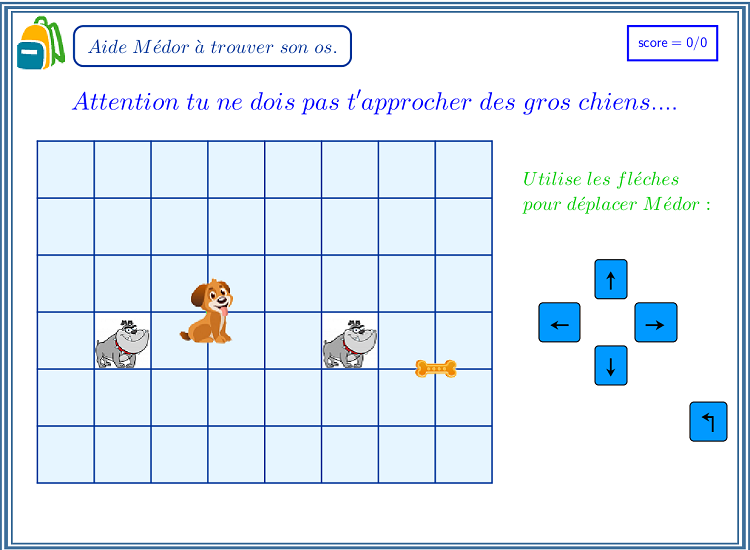 Aide Médor à trouver son os.
score = 0/0
Attention tu ne dois pas t'approcher des gros chiens....
Utilise les fléches
pour déplacer Médor :